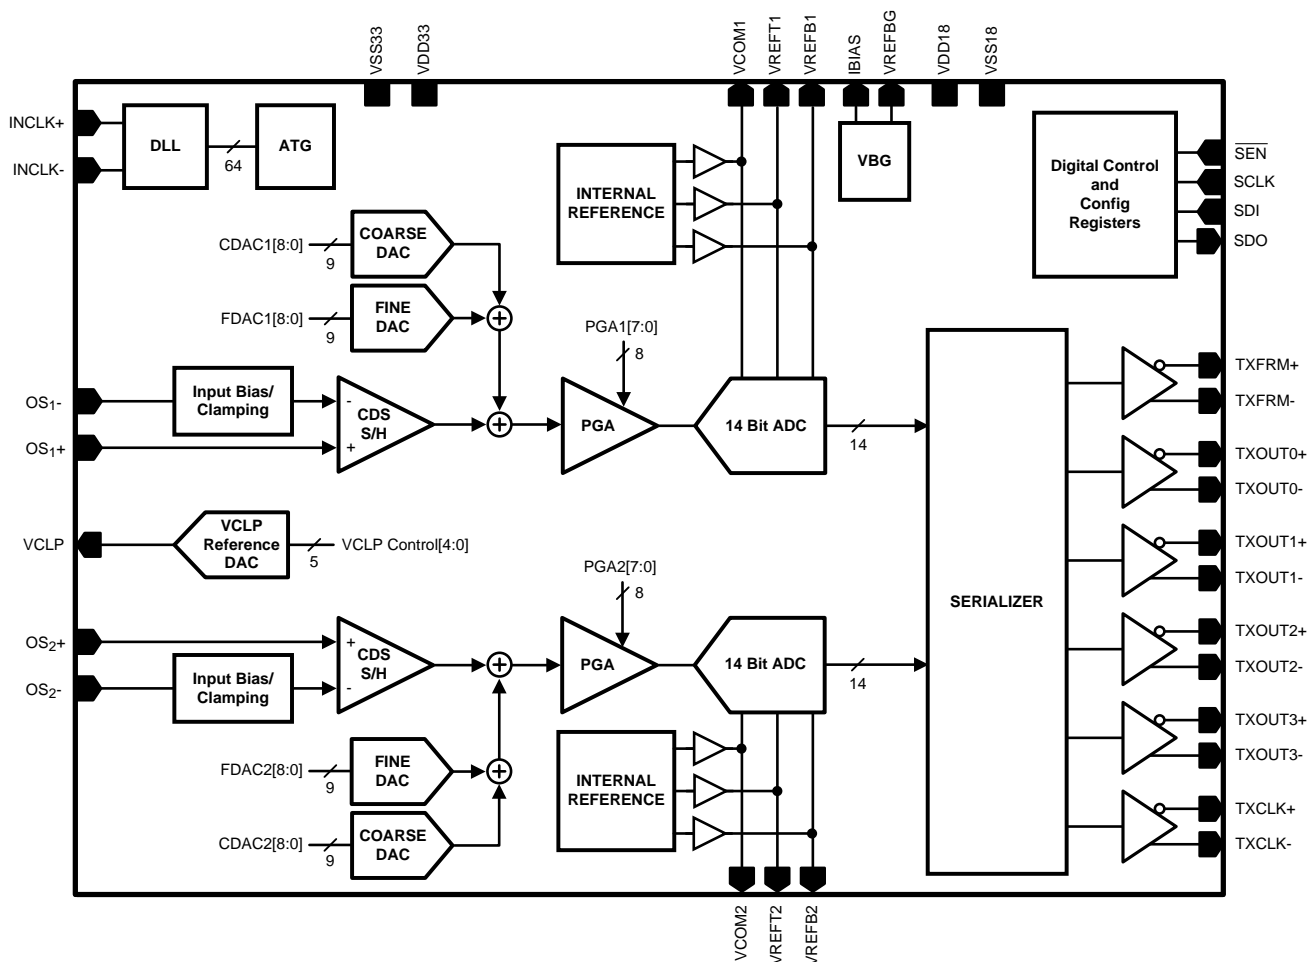 VSS33
VDD33
VCOM1
VREFT1
VREFB1
IBIAS
VREFBG
VDD18
VSS18
INCLK+
INCLK-
DLL
64
ATG
INTERNAL
REFERENCE
VBG
Digital Control
and
Config
Registers
SEN
SCLK
SDI
SDO
CDAC1[8:0]
9
COARSE
DAC
FDAC1[8:0]
9
FINE
DAC
+
PGA1[7:0]
8
OS1-
OS1+
Input Bias/
Clamping
-
+
CDS
S/H
+
PGA
14 Bit ADC
14
SERIALIZER
TXFRM+
TXFRM-
TXOUT0+
TXOUT0-
TXOUT1+
TXOUT1-
TXOUT2+
TXOUT2-
TXOUT3+
TXOUT3-
TXCLK+
TXCLK-
VCLP
VCLP
Reference
DAC
5
VCLP Control[4:0]
PGA2[7:0]
8
OS2+
OS2-
Input Bias/
Clamping
+
-
CDS
S/H
+
PGA
14 Bit ADC
14
FDAC2[8:0]
9
FINE
DAC
+
CDAC2[8:0]
9
COARSE
DAC
INTERNAL
REFERENCE
VCOM2
VREFT2
VREFB2